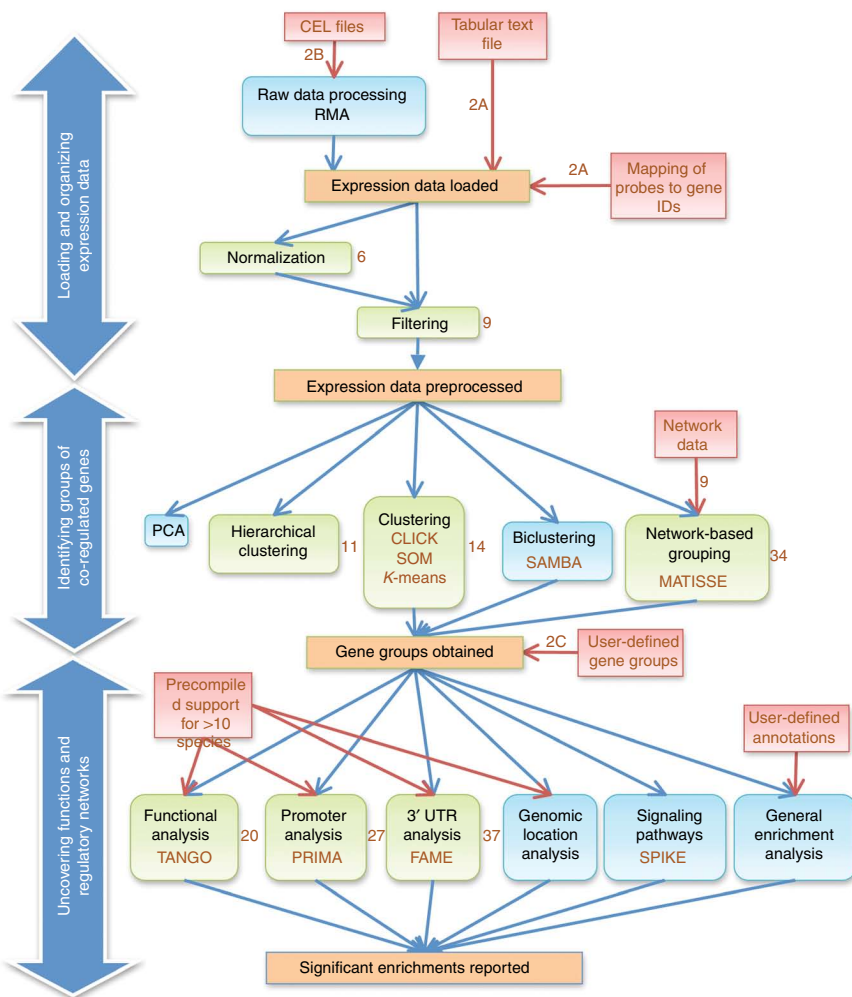 CEL files
Tabular text
file
2B
Raw data processing
RMA
2A
Expression data loaded
2A
Mapping of
probes to gene
IDs
Normalization
6
Filtering
9
Loading and organizing
expression data
Expression data preprocessed
Network
data
9
PCA
Hierarchical
clustering
11
Clustering
CLICK
SOM
K-means
14
Biclustering
SAMBA
Network-based
grouping
MATISSE
34
Identifying groups of
co-regulated genes
Gene groups obtained
2C
User-defined
gene groups
Precompile
d support
for >10
species
User-defined
annotations
Functional
analysis
TANGO
20
Promoter
analysis
PRIMA
27
3′ UTR
analysis
FAME
37
Genomic
location
analysis
Signaling
pathways
SPIKE
General
enrichment
analysis
Uncovering functions and
regulatory networks
Significant enrichments reported